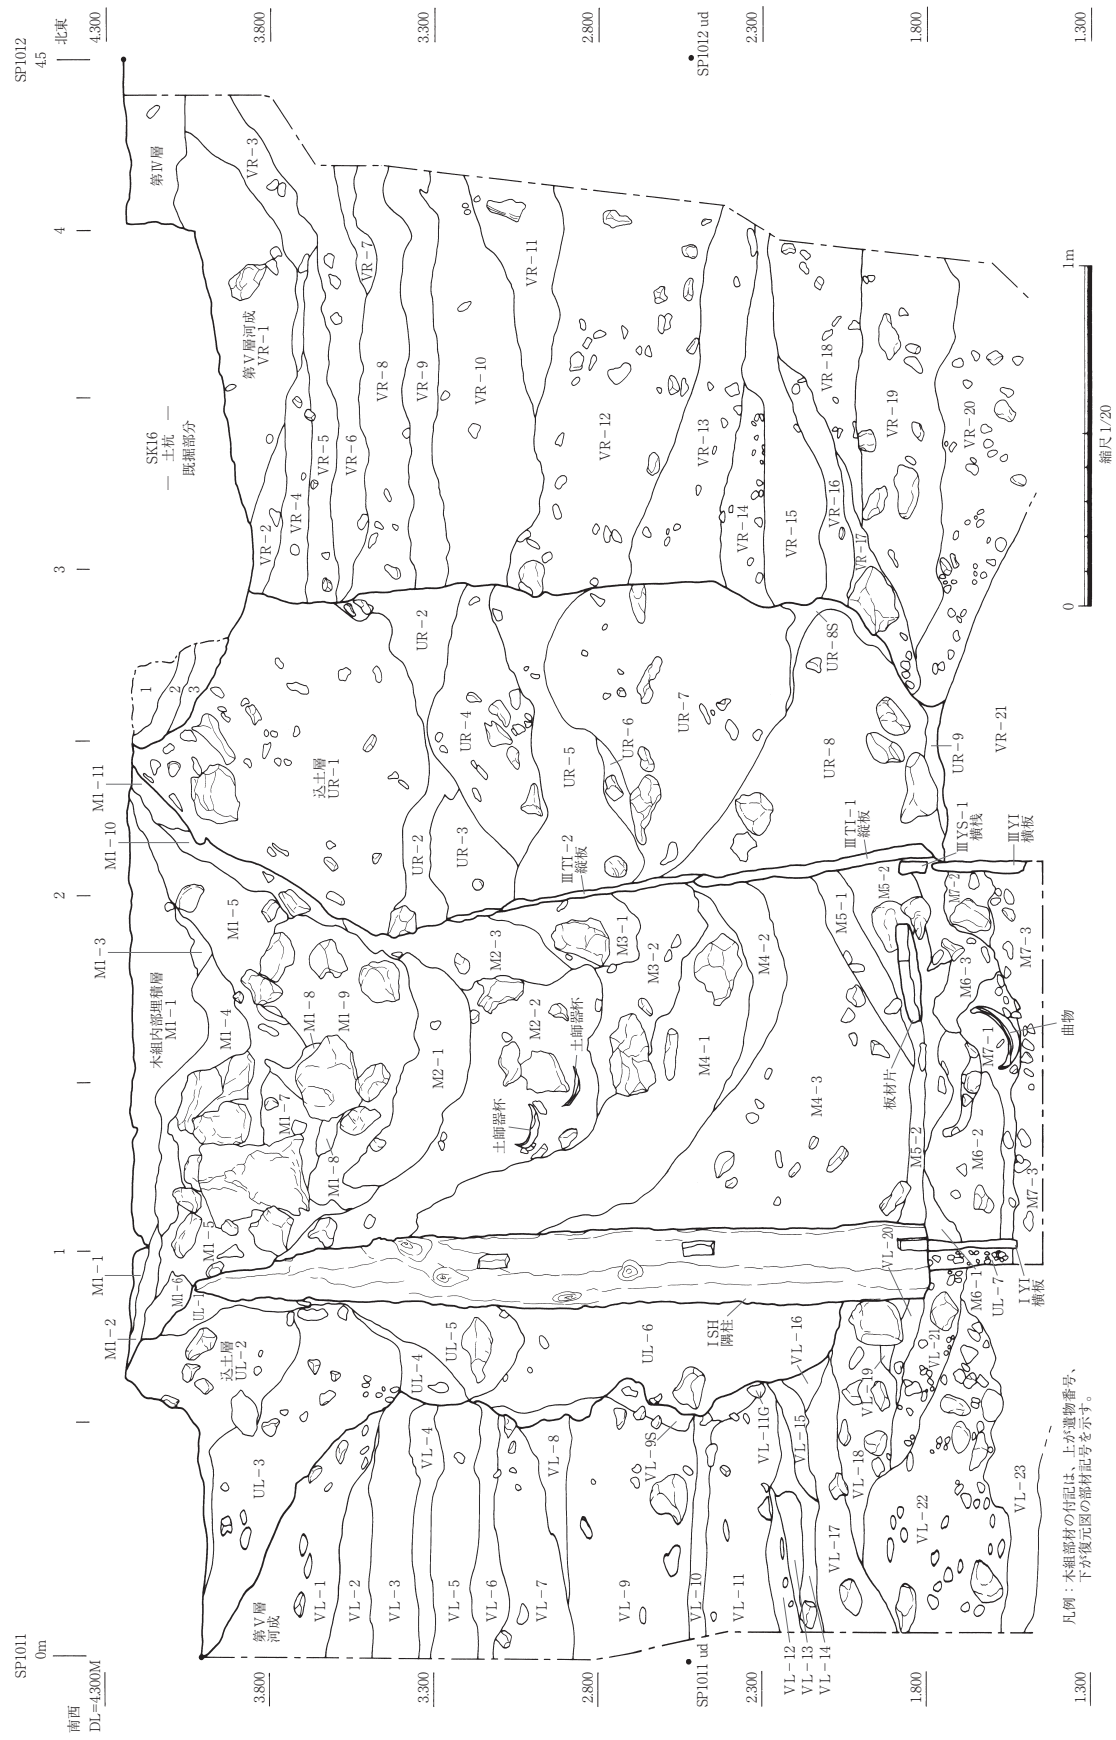 SP1011
0m
1
2
3
4
SP1012
4.5
南西
北東
DL=4.300M
4.300
3.800
3.800
3.300
3.300
2.800
2.800
2.300
2.300
1.800
1.800
1.300
1.300
SP1011 ud
SP1012 ud
M1-2
M1-1
M1-3
M1-10
M1-11
木組内部埋積層
M1-1
M1-6
UL-1
M1-5
M1-4
M1-5
M1-7
M1-8
M1-8
M1-9
M2-1
M2-2
M2-3
土師器杯
土師器杯
M3-1
M3-2
M4-1
M4-2
M4-3
M5-1
M5-2
M5-2
板材片
M6-1
M6-2
M6-3
M7-1
M7-2
M7-3
M7-3
曲物
込土層
UL-2
UL-3
UL-4
UL-5
UL-6
UL-7
ⅠSH
隅柱
ⅠYI
横板
第Ⅴ層
河成
VL-1
VL-2
VL-3
VL-4
VL-5
VL-6
VL-7
VL-8
VL-9
VL-9S
VL-10
VL-11
VL-11G
VL-12
VL-13
VL-14
VL-15
VL-16
VL-17
VL-18
VL-19
VL-20
VL-21
VL-22
VL-23
1
2
3
込土層
UR-1
UR-2
UR-2
UR-3
UR-4
UR-5
UR-6
UR-7
UR-8
UR-8S
UR-9
ⅢTI-2
縦板
ⅢTI-1
縦板
ⅢYS-1
横桟
ⅢYI
横板
SK16
土杭
既掘部分
第Ⅳ層
第Ⅴ層河成
VR-1
VR-2
VR-3
VR-4
VR-5
VR-6
VR-7
VR-8
VR-9
VR-10
VR-11
VR-12
VR-13
VR-14
VR-15
VR-16
VR-17
VR-18
VR-19
VR-20
VR-21
0
1m
縮尺 1/20
凡例：木組部材の付記は、上が遺物番号、
下が復元図の部材記号を示す。